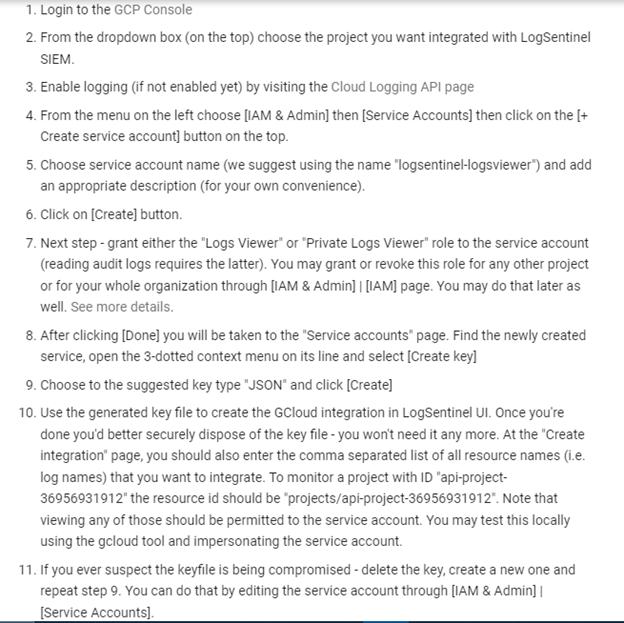 1. Login to the GCP Console
2. From the dropdown box (on the top) choose the project you want integrated with LogSentinel
SIEM.
3. Enable logging (if not enabled yet) by visiting the Cloud Logging API page
4. From the menu on the left choose [IAM & Admin] then [Service Accounts] then click on the [+
Create service account] button on the top.
5. Choose service account name (we suggest using the name "logsentinel-logsviewer") and add
an appropriate description (for your own convenience).
6. Click on [Create] button.
7. Next step - grant either the "Logs Viewer" or "Private Logs Viewer" role to the service account
(reading audit logs requires the latter). You may grant or revoke this role for any other project
or for your whole organization through [IAM & Admin] | [IAM] page. You may do that later as
well. See more details.
8. After clicking [Done] you will be taken to the "Service accounts" page. Find the newly created
service, open the 3-dotted context menu on its line and select [Create key]
9. Choose to the suggested key type "JSON" and click [Create]
10. Use the generated key file to create the GCloud integration in LogSentinel UI. Once you're
done you'd better securely dispose of the key file - you won't need it any more. At the "Create
integration" page, you should also enter the comma separated list of all resource names (i.e.
log names) that you want to integrate. To monitor a project with ID "api-project-
36956931912" the resource id should be "projects/api-project-36956931912". Note that
viewing any of those should be permitted to the service account. You may test this locally
using the gcloud tool and impersonating the service account.
11. If you ever suspect the keyfile is being compromised - delete the key, create a new one and
repeat step 9. You can do that by editing the service account through [IAM & Admin] |
[Service Accounts].